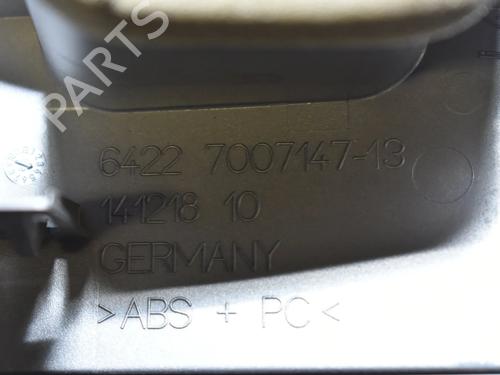 6422 7007147-13
141218 10
GERMANY
>ABS + PC<
B-PARTS